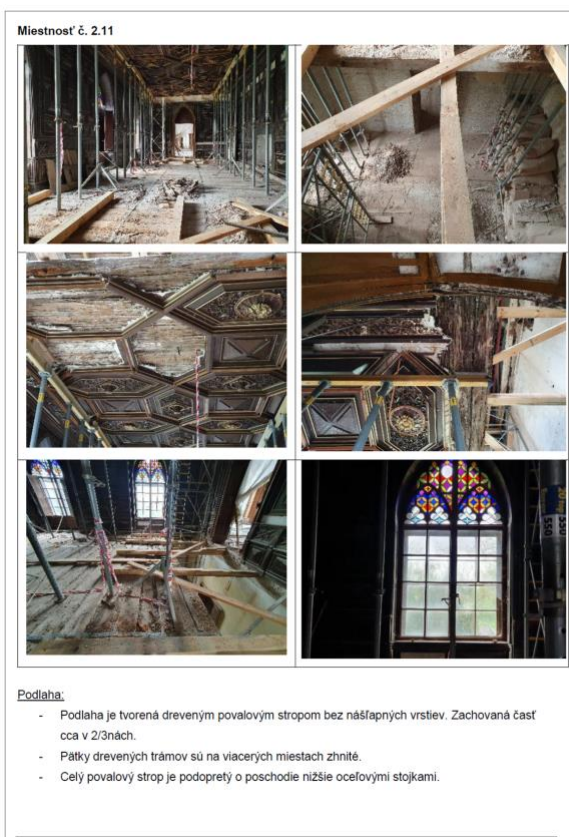 Miestnosť č. 2.11
Podlaha:
- Podlaha je tvorená dreveným povalovým stropom bez nášľapných vrstiev. Zachovaná časť
cca v 2/3nách.
- Pätky drevených trámov sú na viacerých miestach zhnité.
- Celý povalový strop je podopretý o poschodie nižšie oceľovými stojkami.